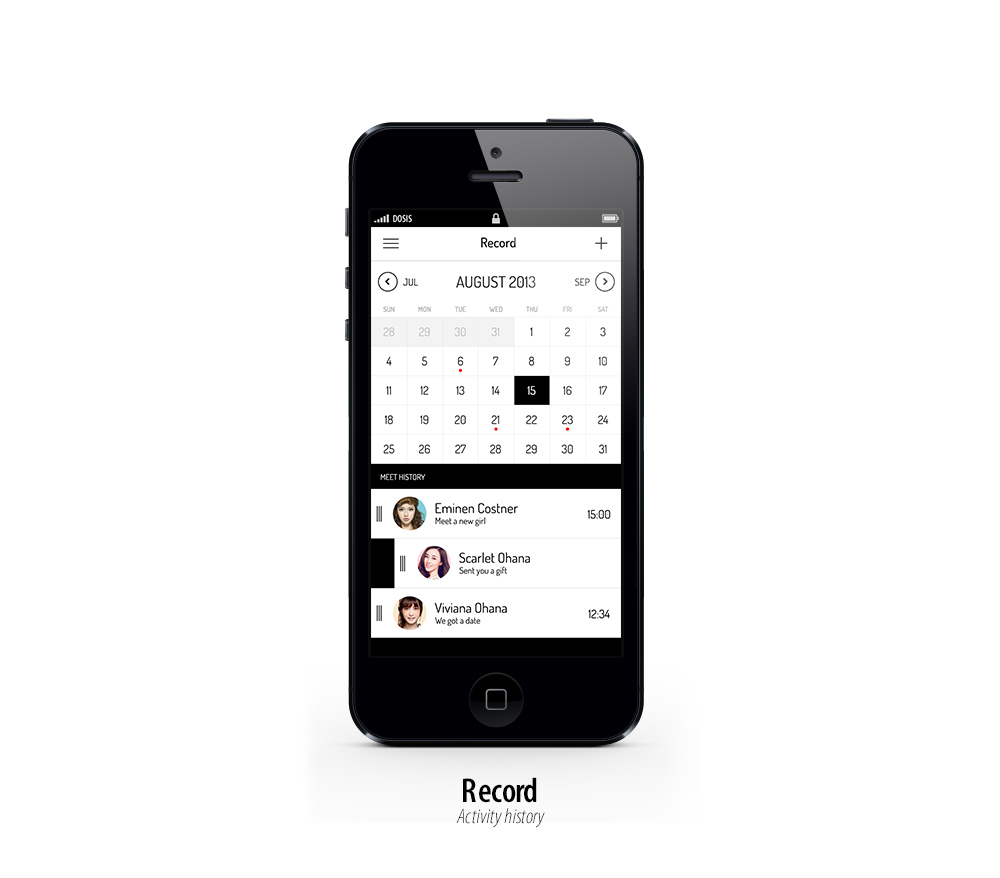 DOSIS
Record
JUL AUGUST 2013 SEP
SUN MON TUE WED THU FRI SAT
28 29 30 31 1 2 3
4 5 6 7 8 9 10
11 12 13 14 15 16 17
18 19 20 21 22 23 24
25 26 27 28 29 30 31
MEET HISTORY
Eminen Costner 15:00
Meet a new girl
Scarlet Ohana
Sent you a gift
Viviana Ohana 12:34
We got a date
Record
Activity history